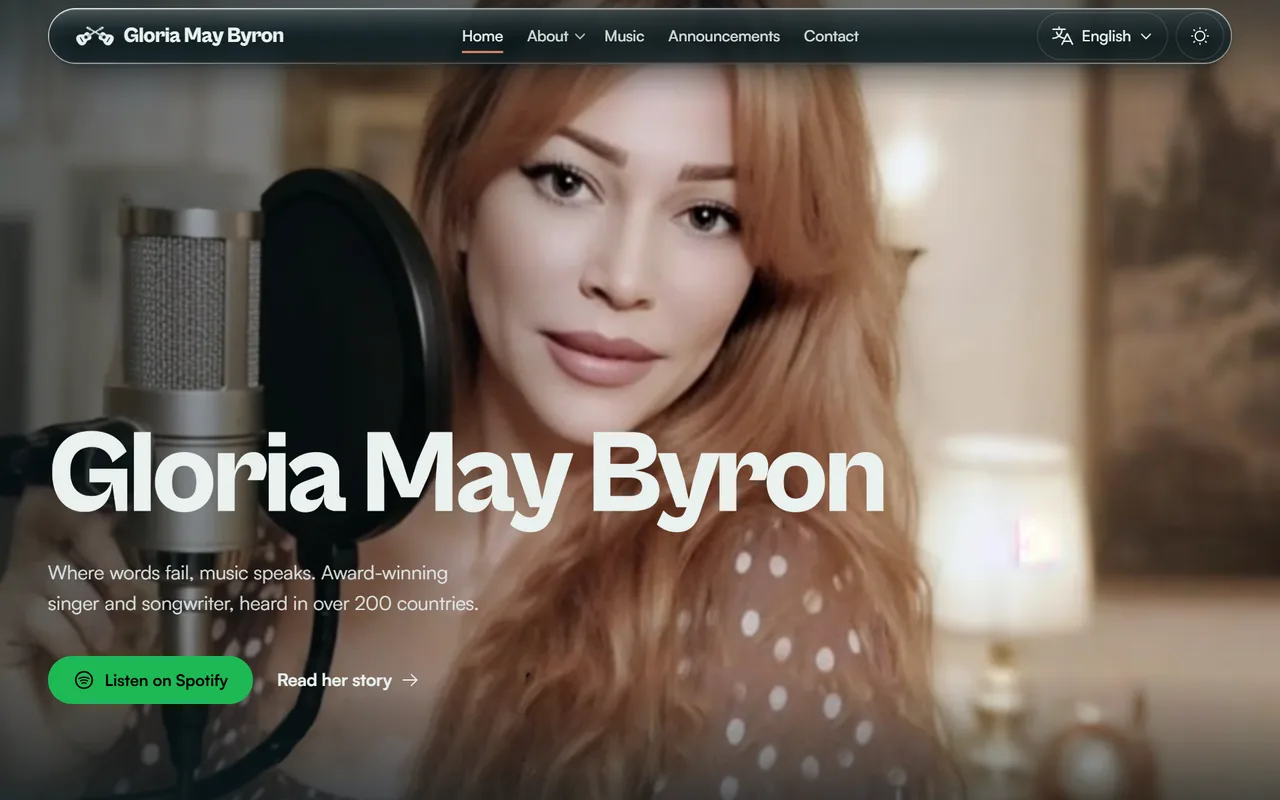 Gloria May Byron
Home
About
Music
Announcements
Contact
English
Gloria May Byron
Where words fail, music speaks. Award-winning
singer and songwriter, heard in over 200 countries.
Listen on Spotify
Read her story